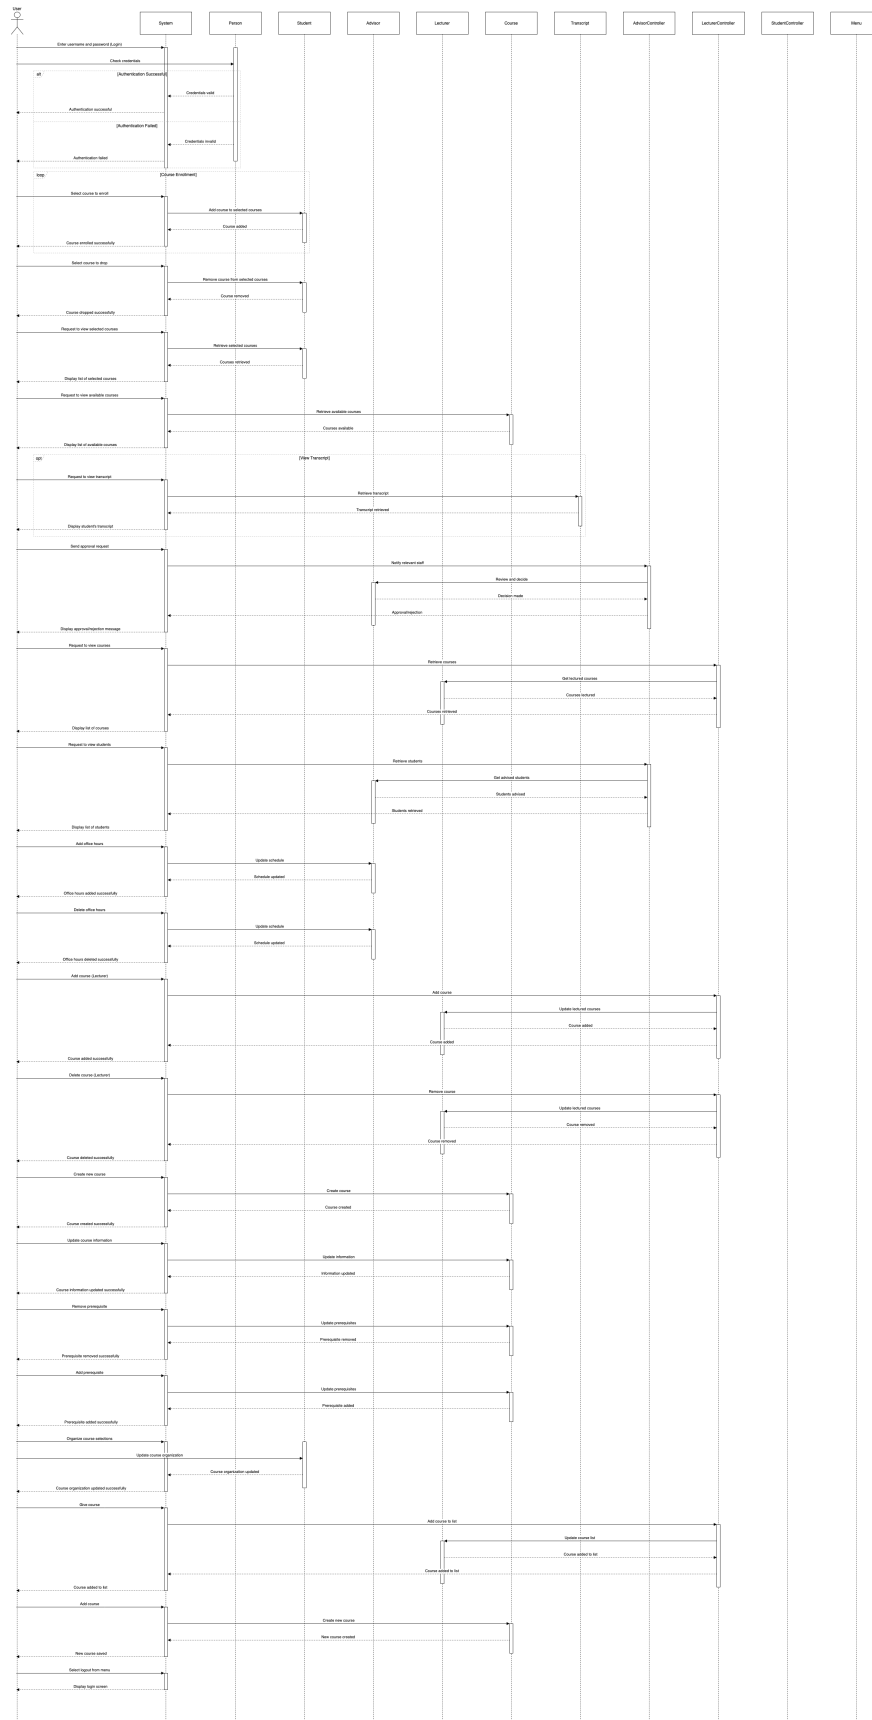 User
System
Person
Student
Advisor
Lecturer
Course
Transcript
AdvisorController
LecturerController
StudentController
Menu
Enter username and password (Login)
Check credentials
alt
[Authentication Successful]
Credentials valid
Authentication successful
[Authentication Failed]
Credentials invalid
Authentication failed
loop
[Course Enrollment]
Select course to enroll
Add course to selected courses
Course added
Course enrolled successfully
Select course to drop
Remove course from selected courses
Course removed
Course dropped successfully
Request to view selected courses
Retrieve selected courses
Courses retrieved
Display list of selected courses
Request to view available courses
Retrieve available courses
Courses available
Display list of available courses
opt
[View Transcript]
Request to view transcript
Retrieve transcript
Transcript retrieved
Display student's transcript
Send approval request
Notify relevant staff
Review and decide
Decision made
Approval/rejection
Display approval/rejection message
Request to view courses
Retrieve courses
Get lectured courses
Courses lectured
Courses retrieved
Display list of courses
Request to view students
Retrieve students
Get advised students
Students advised
Students retrieved
Display list of students
Add office hours
Update schedule
Schedule updated
Office hours added successfully
Delete office hours
Update schedule
Schedule updated
Office hours deleted successfully
Add course (Lecturer)
Add course
Update lectured courses
Course added
Course added
Course added successfully
Delete course (Lecturer)
Remove course
Update lectured courses
Course removed
Course removed
Course deleted successfully
Create new course
Create course
Course created
Course created successfully
Update course information
Update information
Information updated
Course information updated successfully
Remove prerequisite
Update prerequisites
Prerequisite removed
Prerequisite removed successfully
Add prerequisite
Update prerequisites
Prerequisite added
Prerequisite added successfully
Organize course selections
Update course organization
Course organization updated
Course organization updated successfully
Give course
Add course to list
Update course list
Course added to list
Course added to list
Course added to list
Add course
Create new course
New course created
New course saved
Select logout from menu
Display login screen